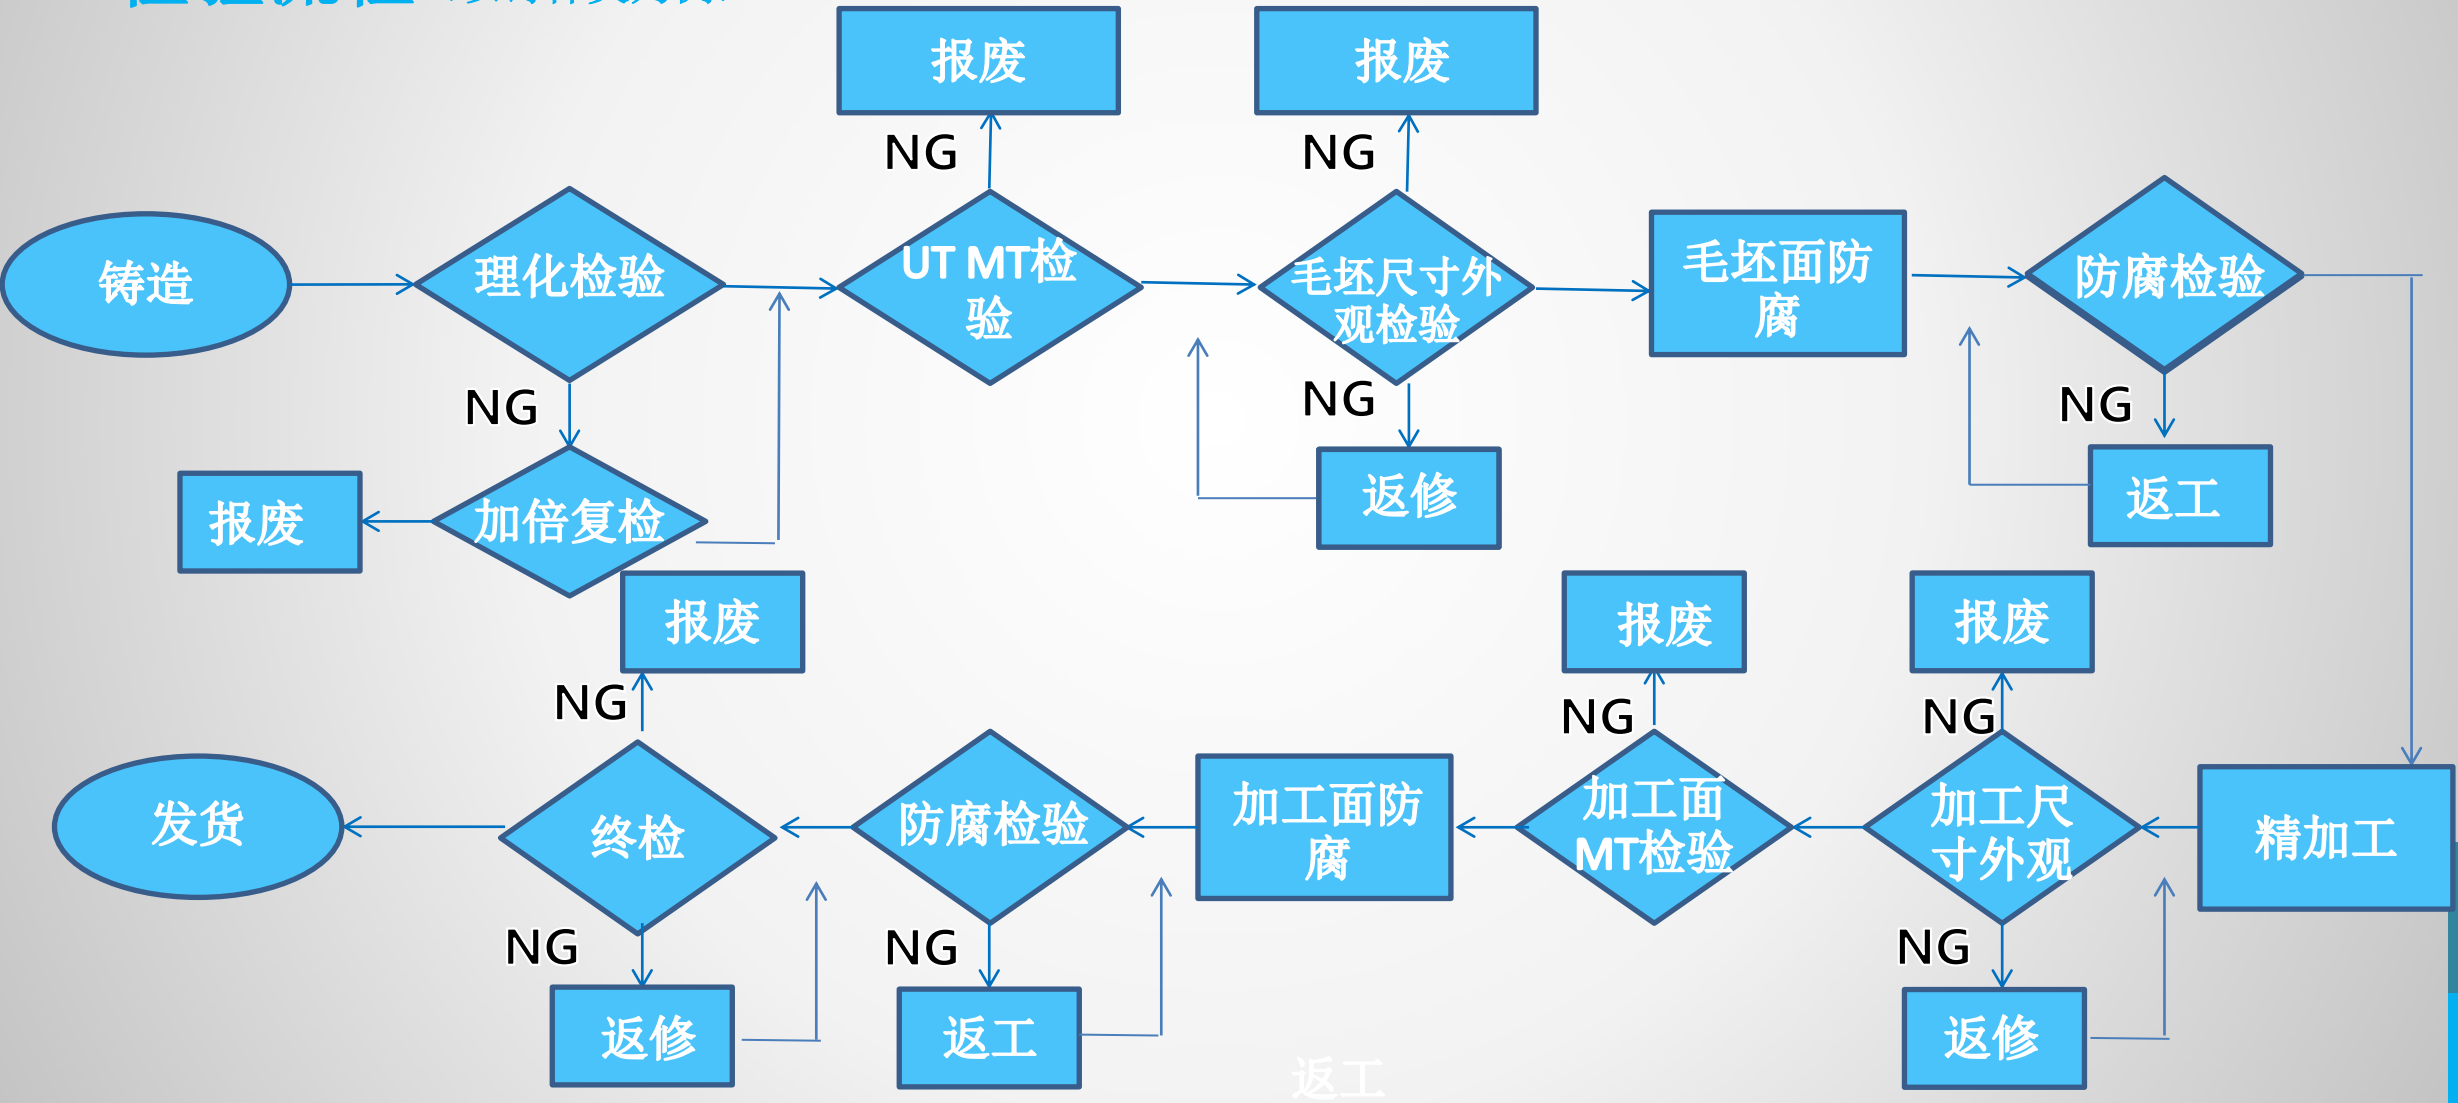 报废
报废
NG
NG
铸造
理化检验
UT MT检
验
毛坯尺寸外
观检验
毛坯面防
腐
防腐检验
NG
NG
NG
报废
加倍复检
返修
返工
报废
报废
报废
NG
NG
NG
发货
终检
防腐检验
加工面防
腐
加工面
MT检验
加工尺
寸外观
精加工
NG
NG
NG
返修
返工
返修
返工